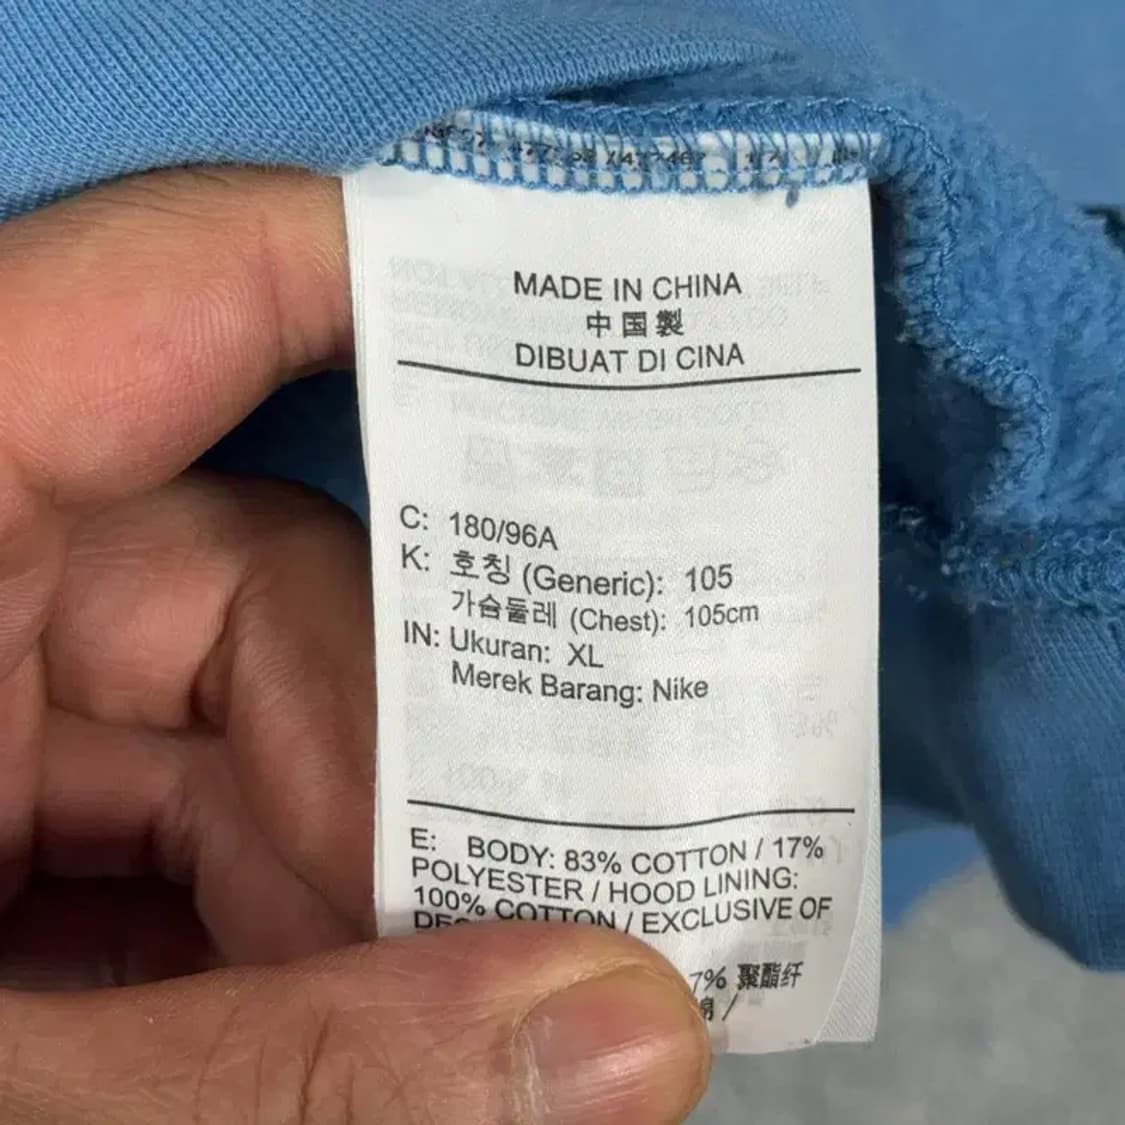 MADE IN CHINA
中国製
DIBUAT DI CINA
C: 180/96A
K: 호칭 (Generic): 105
가슴둘레 (Chest): 105cm
IN: Ukuran: XL
Merek Barang: Nike
E: BODY: 83% COTTON / 17%
POLYESTER / HOOD LINING:
100% COTTON / EXCLUSIVE OF
7% 聚酯纤
棉 /